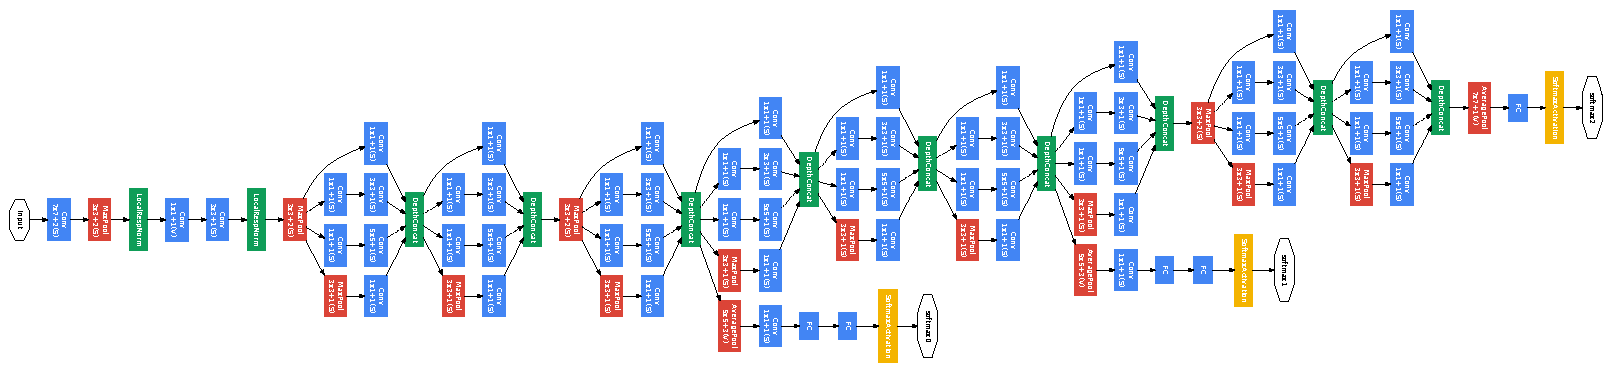 input
Conv
7x7+2(S)
MaxPool
3x3+2(S)
LocalRespNorm
Conv
1x1+1(V)
Conv
3x3+1(S)
LocalRespNorm
MaxPool
3x3+2(S)
Conv
1x1+1(S)
Conv
1x1+1(S)
Conv
1x1+1(S)
MaxPool
3x3+1(S)
Conv
3x3+1(S)
Conv
5x5+1(S)
Conv
1x1+1(S)
DepthConcat
Conv
1x1+1(S)
Conv
1x1+1(S)
Conv
1x1+1(S)
MaxPool
3x3+1(S)
Conv
3x3+1(S)
Conv
5x5+1(S)
Conv
1x1+1(S)
DepthConcat
MaxPool
3x3+2(S)
Conv
1x1+1(S)
Conv
1x1+1(S)
Conv
1x1+1(S)
MaxPool
3x3+1(S)
Conv
3x3+1(S)
Conv
5x5+1(S)
Conv
1x1+1(S)
DepthConcat
Conv
1x1+1(S)
Conv
1x1+1(S)
Conv
1x1+1(S)
MaxPool
3x3+1(S)
Conv
3x3+1(S)
Conv
5x5+1(S)
Conv
1x1+1(S)
AveragePool
5x5+3(V)
Conv
1x1+1(S)
FC
FC
SoftmaxActivation
softmax0
DepthConcat
Conv
1x1+1(S)
Conv
1x1+1(S)
Conv
1x1+1(S)
MaxPool
3x3+1(S)
Conv
3x3+1(S)
Conv
5x5+1(S)
Conv
1x1+1(S)
DepthConcat
Conv
1x1+1(S)
Conv
1x1+1(S)
Conv
1x1+1(S)
MaxPool
3x3+1(S)
Conv
3x3+1(S)
Conv
5x5+1(S)
Conv
1x1+1(S)
DepthConcat
Conv
1x1+1(S)
Conv
1x1+1(S)
Conv
1x1+1(S)
MaxPool
3x3+1(S)
Conv
3x3+1(S)
Conv
5x5+1(S)
Conv
1x1+1(S)
AveragePool
5x5+3(V)
Conv
1x1+1(S)
FC
FC
SoftmaxActivation
softmax1
DepthConcat
MaxPool
3x3+2(S)
Conv
1x1+1(S)
Conv
1x1+1(S)
Conv
1x1+1(S)
MaxPool
3x3+1(S)
Conv
3x3+1(S)
Conv
5x5+1(S)
Conv
1x1+1(S)
DepthConcat
Conv
1x1+1(S)
Conv
1x1+1(S)
Conv
1x1+1(S)
MaxPool
3x3+1(S)
Conv
3x3+1(S)
Conv
5x5+1(S)
Conv
1x1+1(S)
DepthConcat
AveragePool
7x7+1(V)
FC
SoftmaxActivation
softmax2